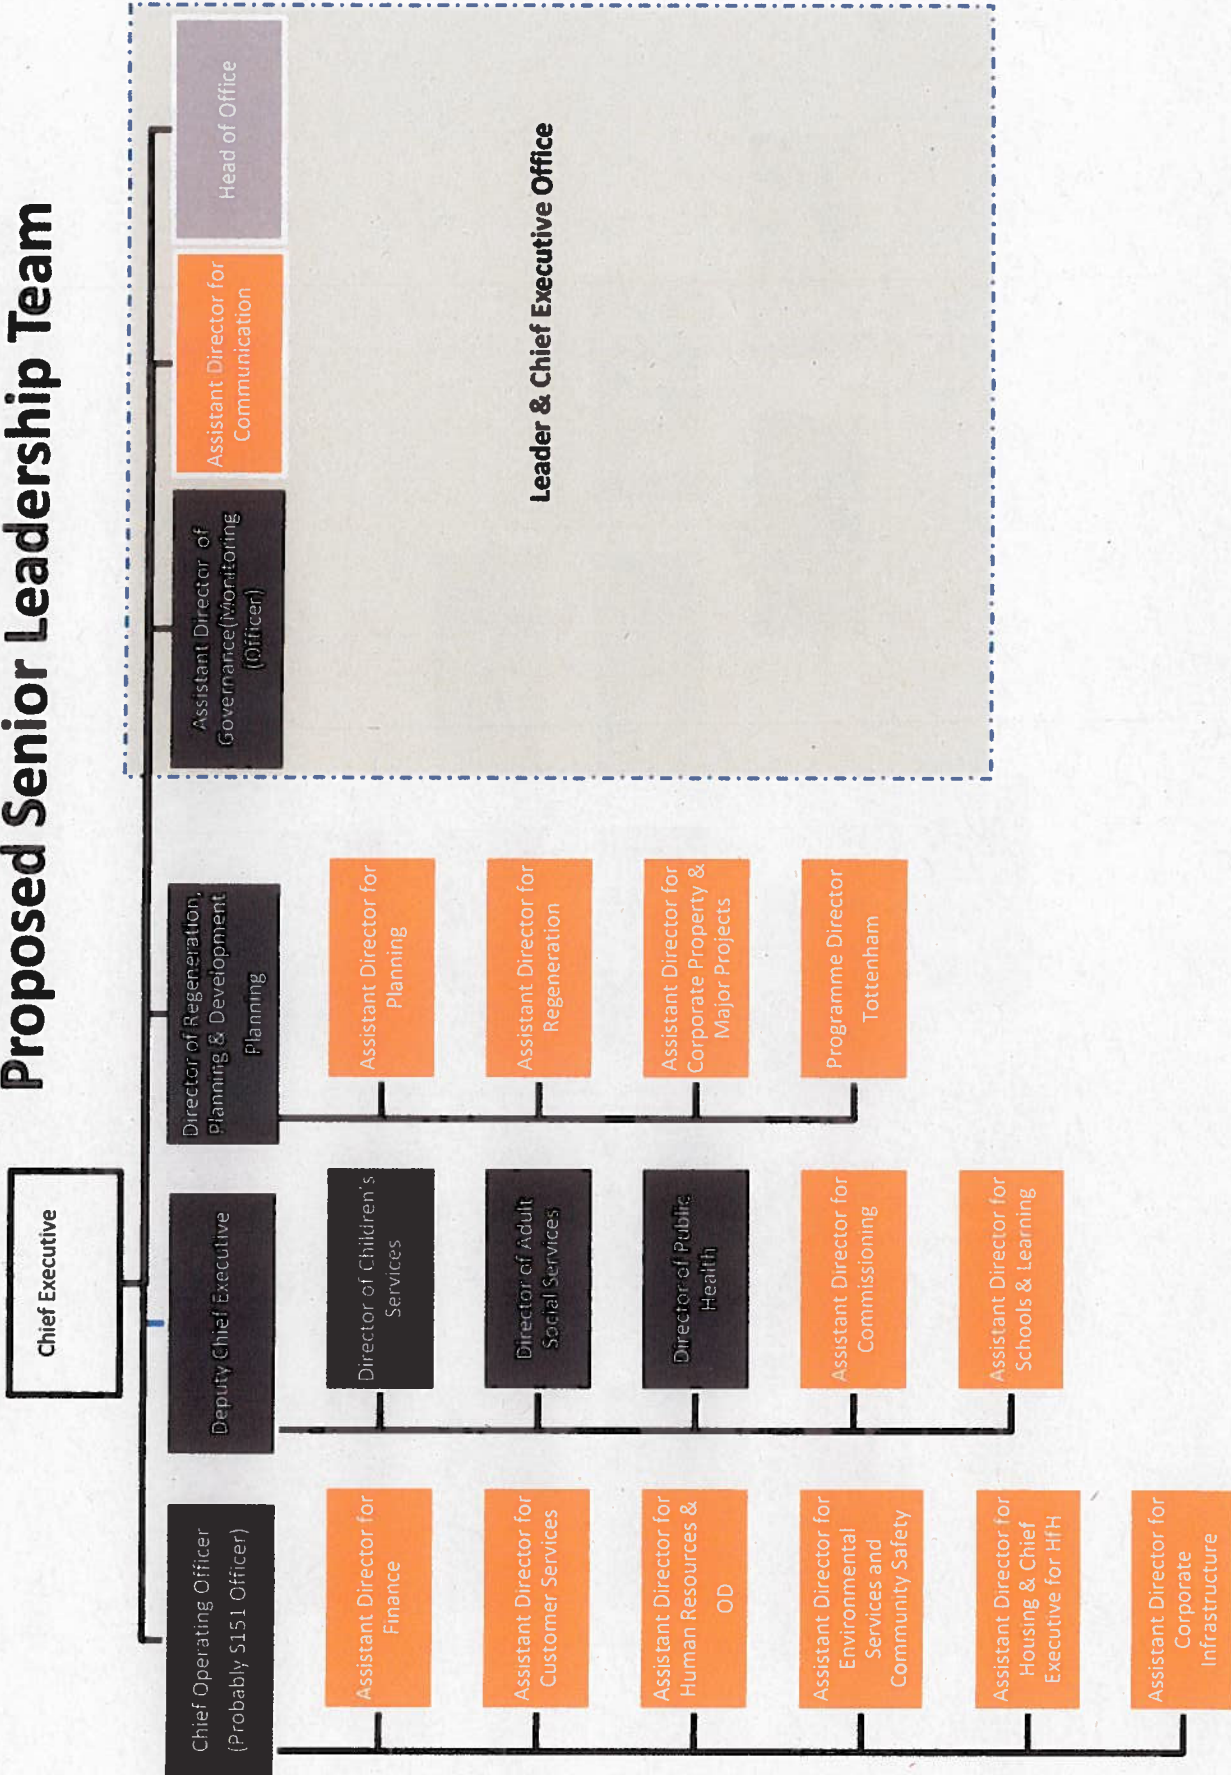 Proposed Senior Leadership Team
Chief Executive
Chief Operating Officer
(Probably S151 Officer)
Assistant Director for
Finance
Assistant Director for
Customer Services
Assistant Director for
Human Resources &
OD
Assistant Director for
Environmental
Services and
Community Safety
Assistant Director for
Housing & Chief
Executive for HfH
Assistant Director for
Corporate
Infrastructure
Deputy Chief Executive
Director of Children's
Services
Director of Adult
Social Services
Director of Public
Health
Assistant Director for
Commissioning
Assistant Director for
Schools & Learning
Director of Regeneration,
Planning & Development
Planning
Assistant Director for
Planning
Assistant Director for
Regeneration
Assistant Director for
Corporate Property &
Major Projects
Programme Director
Tottenham
Assistant Director of
Governance(Monitoring
(Officer)
Assistant Director for
Communication
Head of Office
Leader & Chief Executive Office